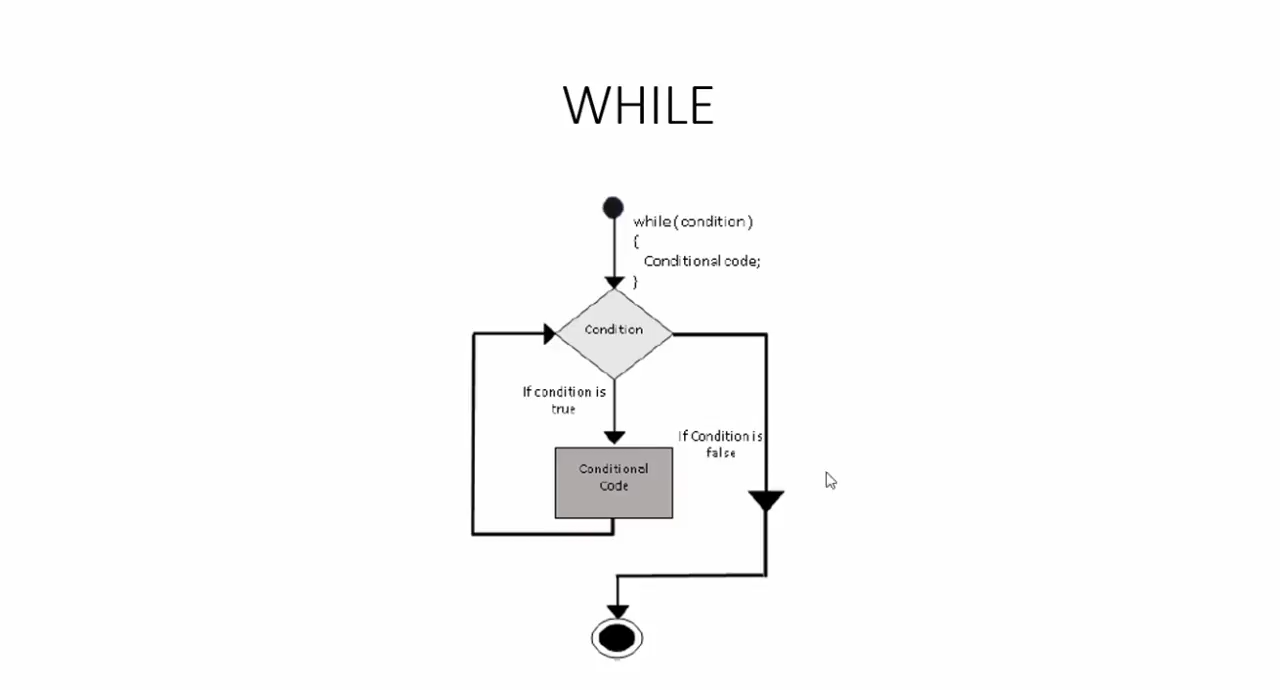 WHILE
while (condition)
{
Conditional code;
}
Condition
If condition is
true
If Condition is
false
Conditional
Code